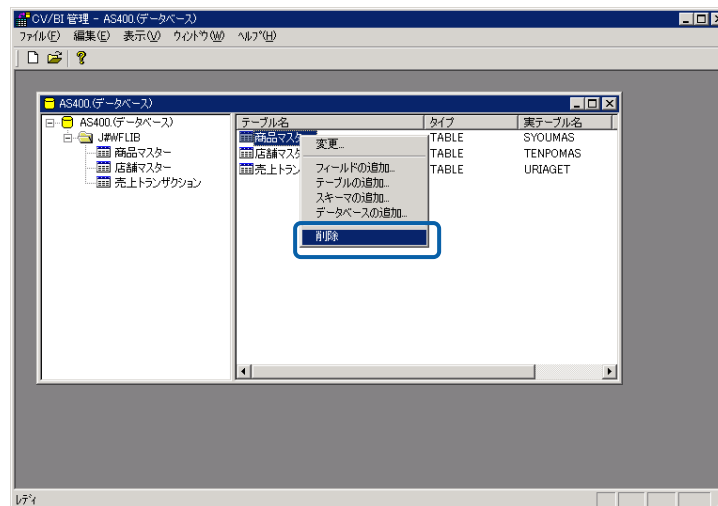 CV/BI 管理 - AS400.(データベース)
ファイル(F) 編集(E) 表示(V) ウィンドウ(W) ヘルプ(H)
AS400.(データベース)
AS400.(データベース)
J#WFLIB
商品マスター
店舗マスター
売上トランザクション
テーブル名 タイプ 実テーブル名
商品マスタ TABLE SYOUMAS
店舗マスタ TABLE TENPOMAS
売上トラン TABLE URIAGET
変更...
フィールドの追加...
テーブルの追加...
スキーマの追加...
データベースの追加...
削除
レディ